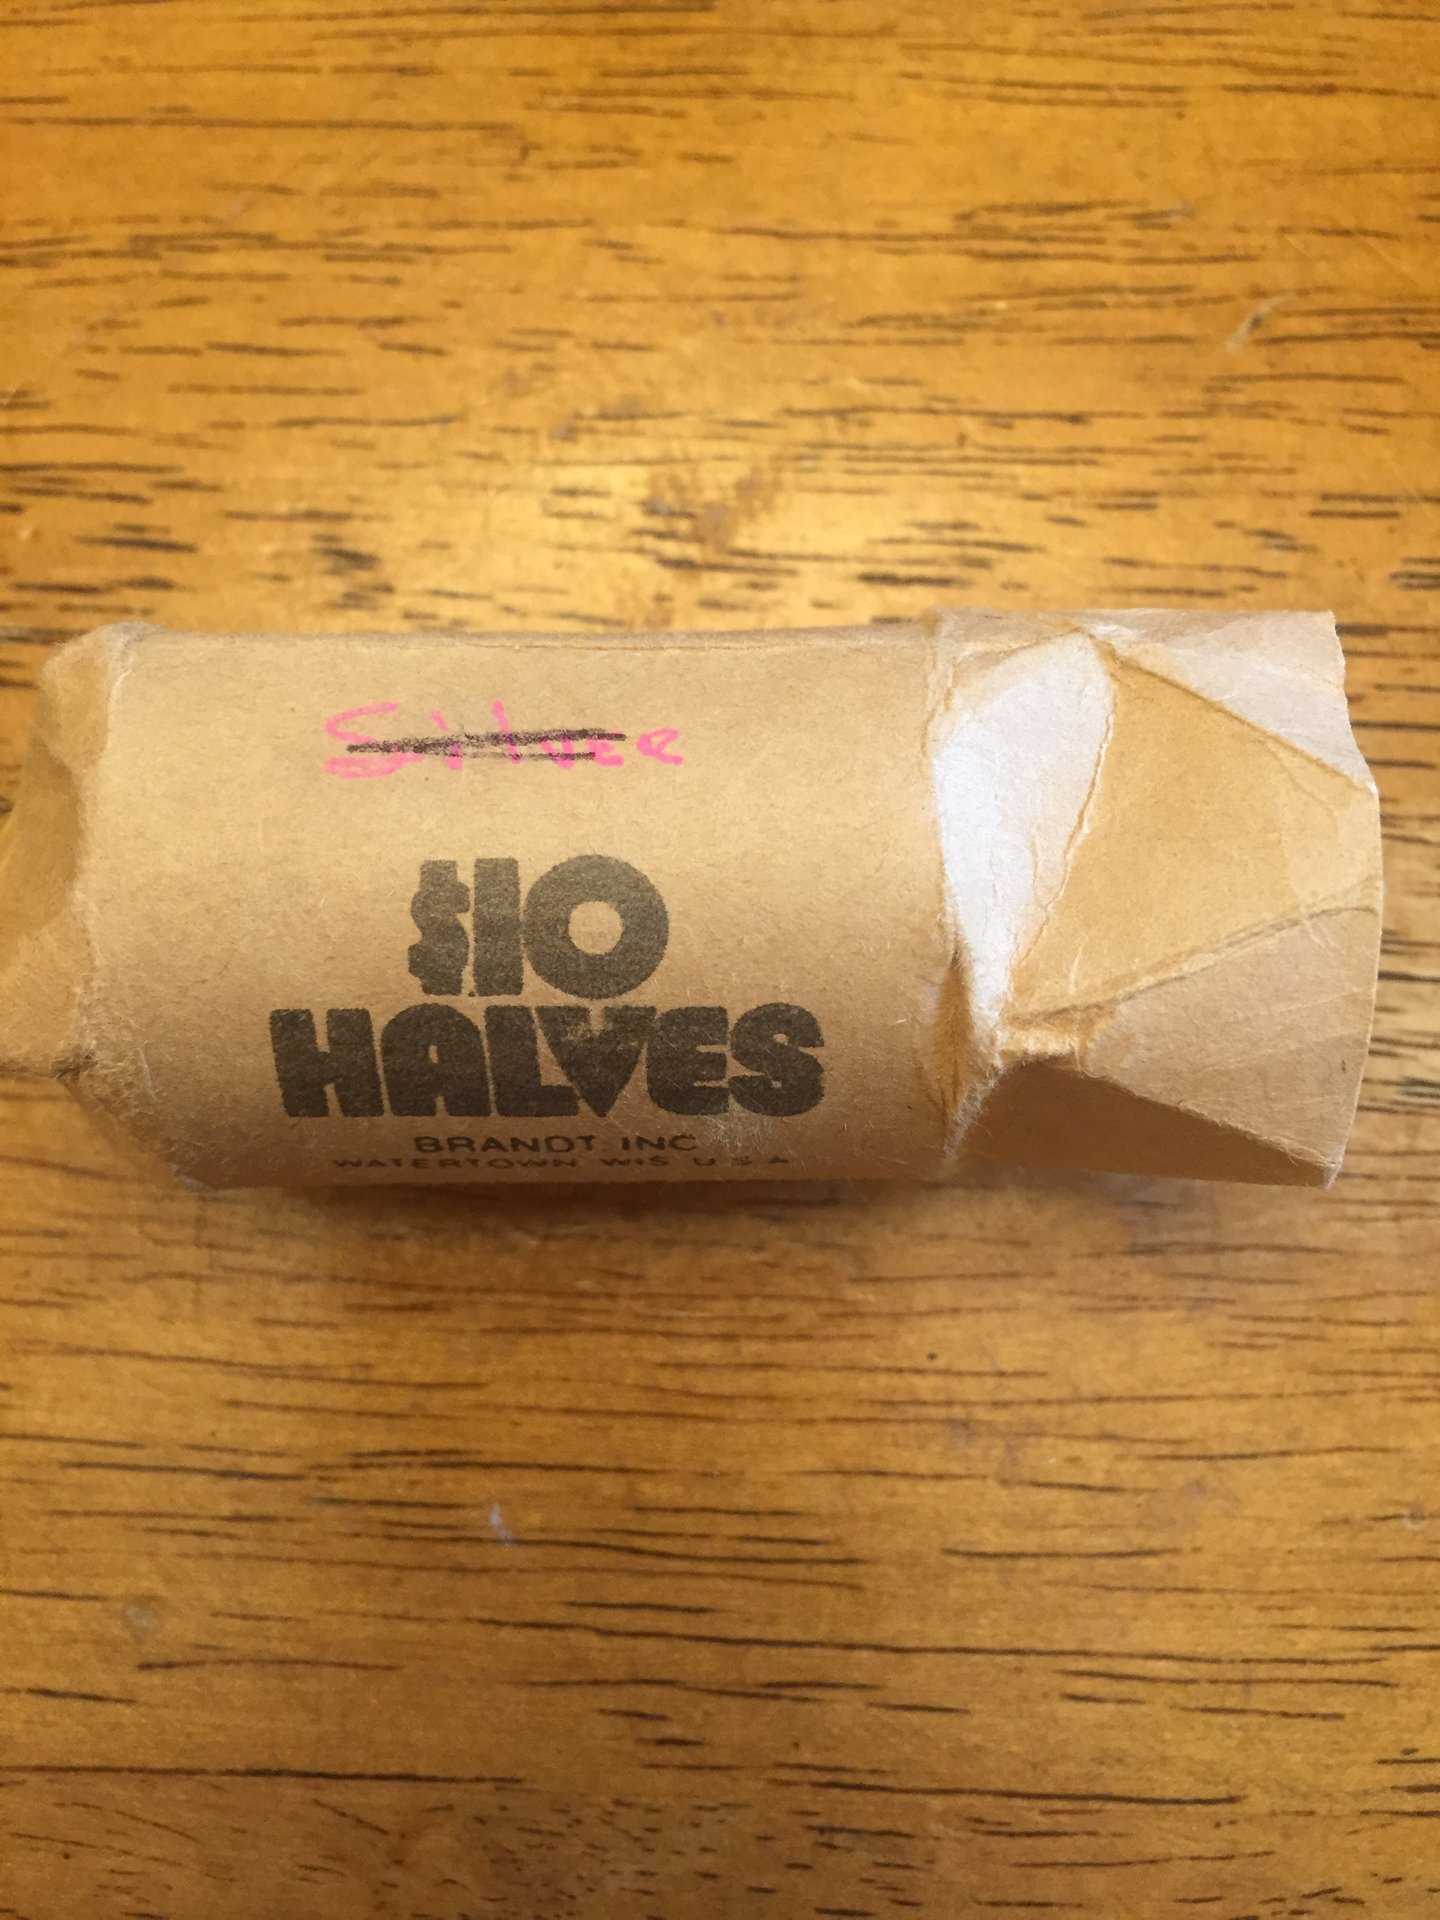 Silver
$10
HALVES
BRANDT, INC.
WATERTOWN WIS U S A